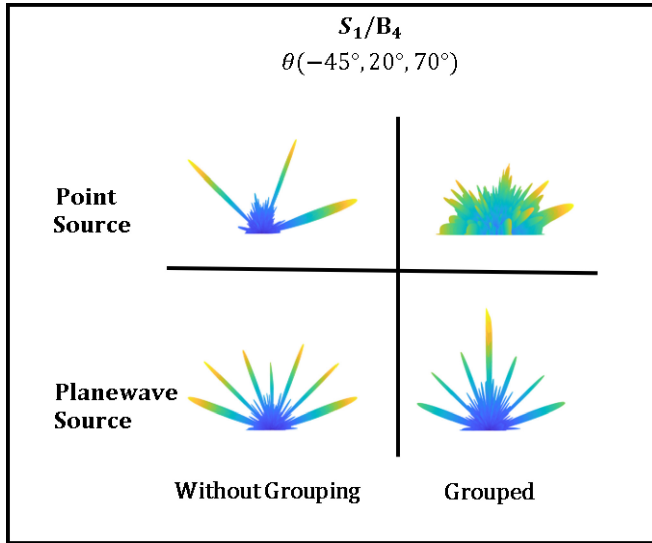 S₁/B₄
θ(−45°, 20°, 70°)
Point
Source
Planewave
Source
Without Grouping
Grouped